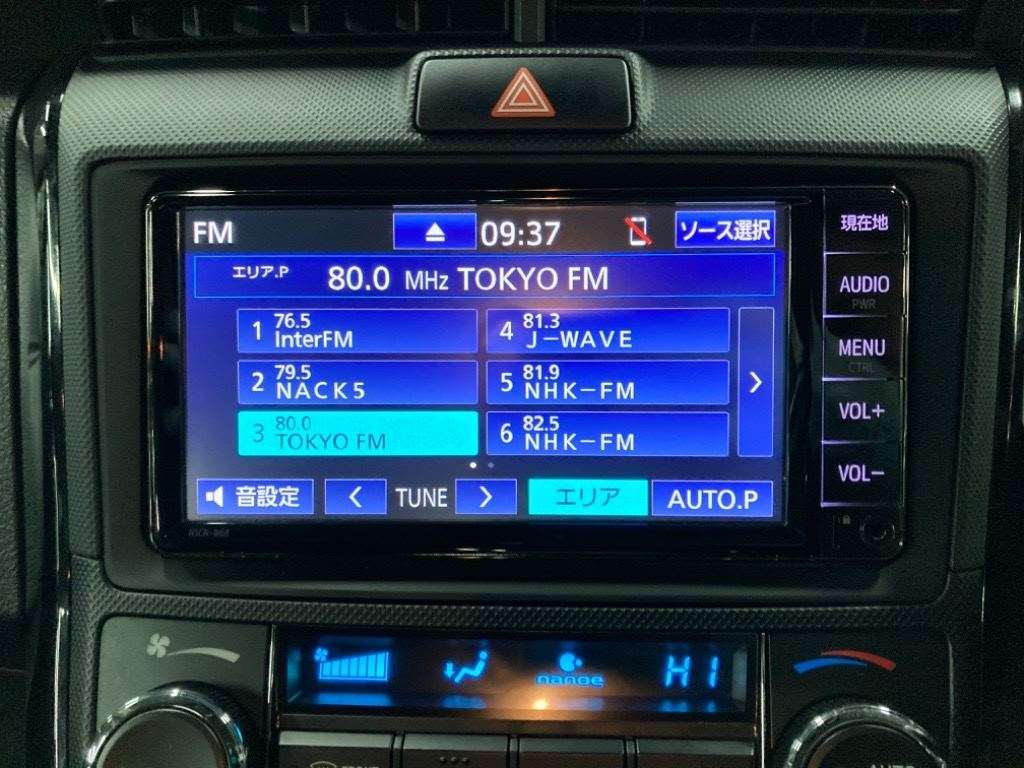 FM 09:37 ソース選択
エリア.P 80.0 MHz TOKYO FM
1 76.5 InterFM
2 79.5 NACK5
3 80.0 TOKYO FM
4 81.3 J-WAVE
5 81.9 NHK-FM
6 82.5 NHK-FM
音設定 < TUNE > エリア AUTO.P
現在地
AUDIO
PWR
MENU
CTRL
VOL+
VOL-
nanoe HI
AUTO